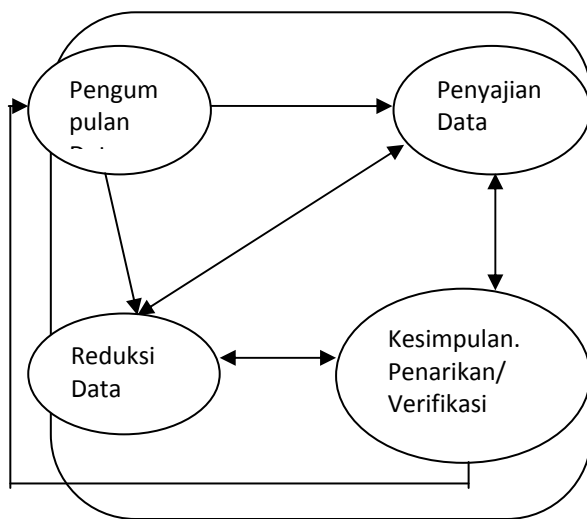 Pengum
pulan
Penyajian
Data
Reduksi
Data
Kesimpulan.
Penarikan/
Verifikasi